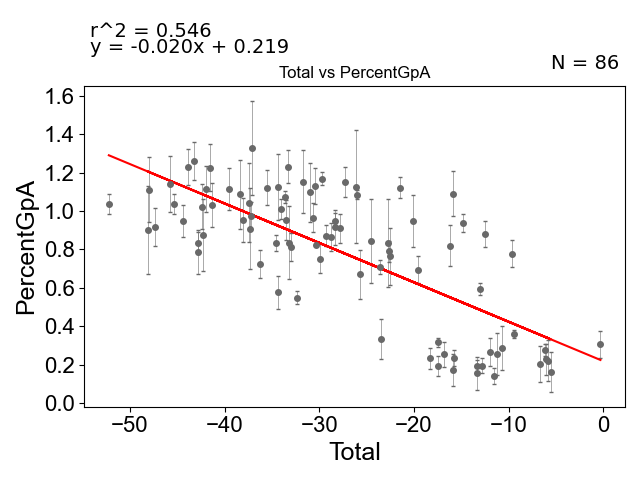 r^2 = 0.546
y = -0.020x + 0.219
N = 86
Total vs PercentGpA
1.6
1.4
1.2
1.0
0.8
0.6
0.4
0.2
0.0
PercentGpA
−50 −40 −30 −20 −10 0
Total